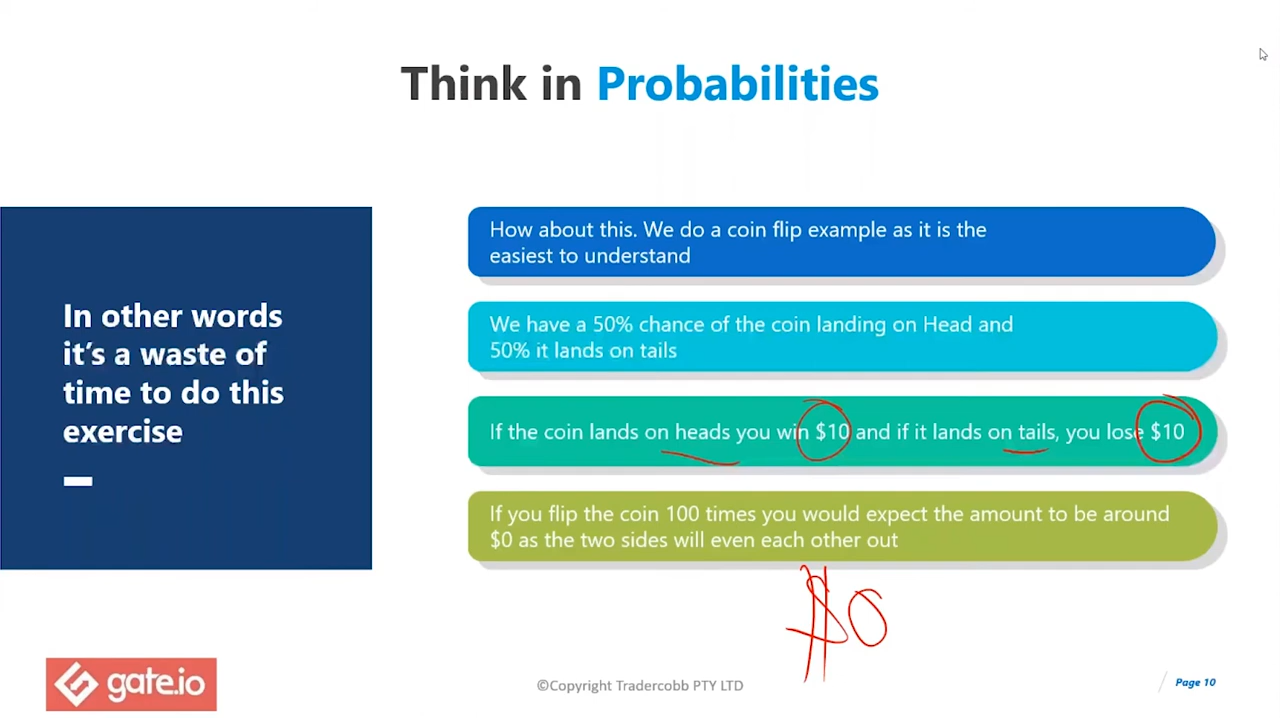 Think in Probabilities
In other words
it's a waste of
time to do this
exercise
How about this. We do a coin flip example as it is the
easiest to understand
We have a 50% chance of the coin landing on Head and
50% it lands on tails
If the coin lands on heads you win $10 and if it lands on tails, you lose $10
If you flip the coin 100 times you would expect the amount to be around
$0 as the two sides will even each other out
$0
gate.io
©Copyright Tradercobb PTY LTD
Page 10